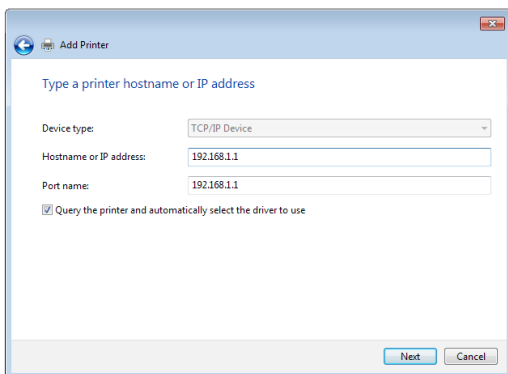 Add Printer
Type a printer hostname or IP address
Device type: TCP/IP Device
Hostname or IP address: 192.168.1.1
Port name: 192.168.1.1
Query the printer and automatically select the driver to use
Next Cancel